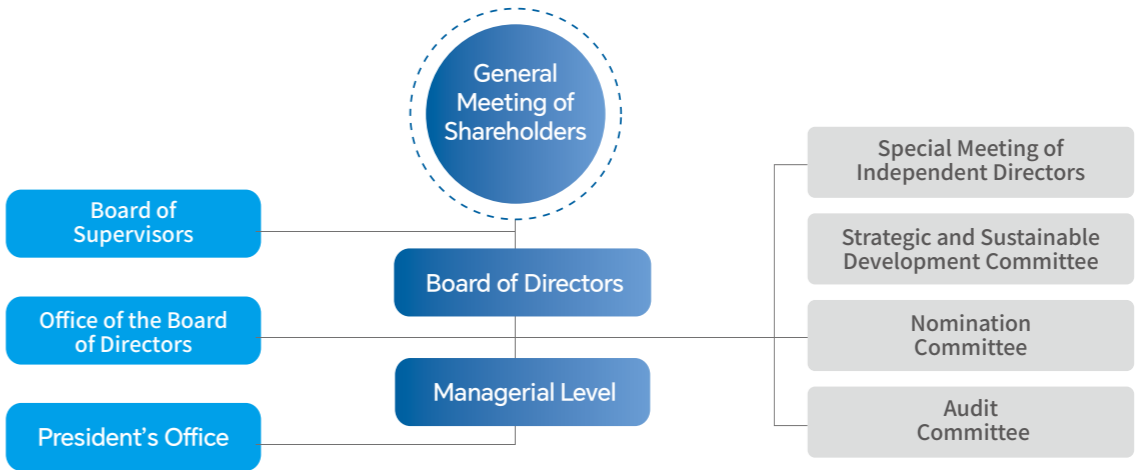 General
Meeting of
Shareholders
Board of
Supervisors
Board of Directors
Office of the Board
of Directors
Managerial Level
President’s Office
Special Meeting of
Independent Directors
Strategic and Sustainable
Development Committee
Nomination
Committee
Audit
Committee